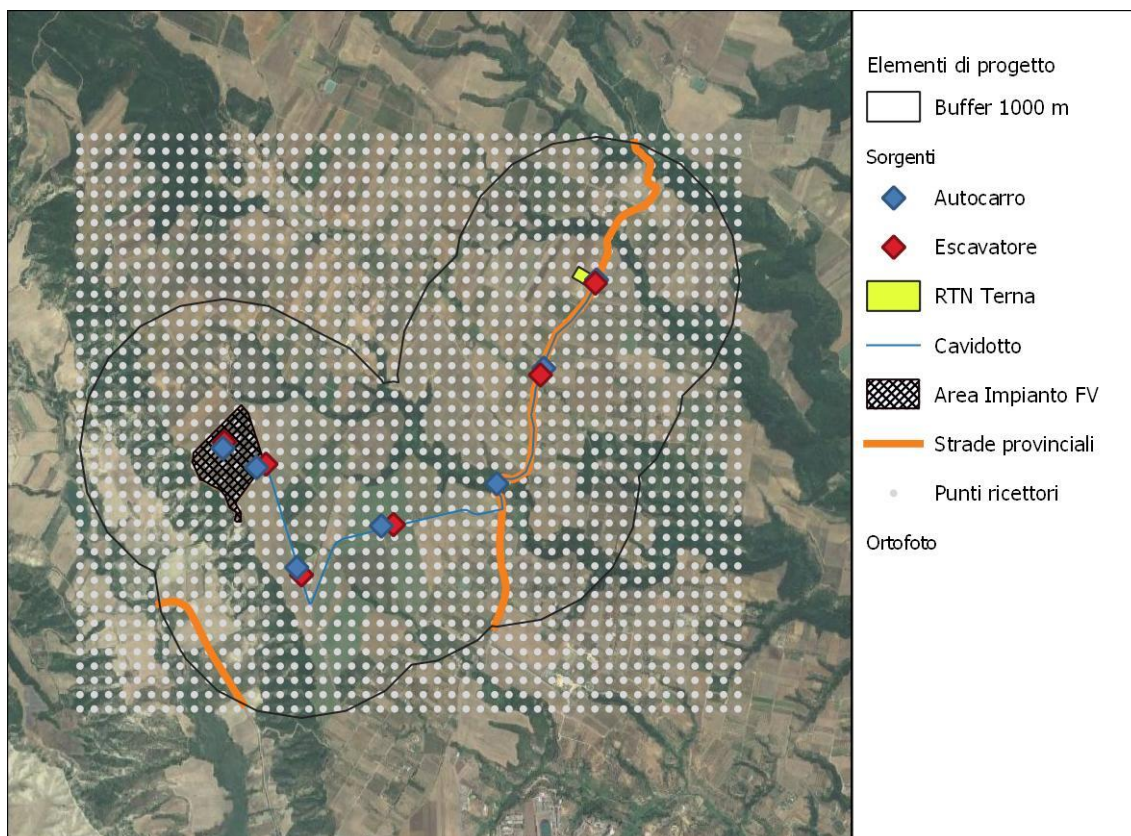 Elementi di progetto
Buffer 1000 m
Sorgenti
Autocarro
Escavatore
RTN Terna
Cavidotto
Area Impianto FV
Strade provinciali
Punti ricettori
Ortofoto